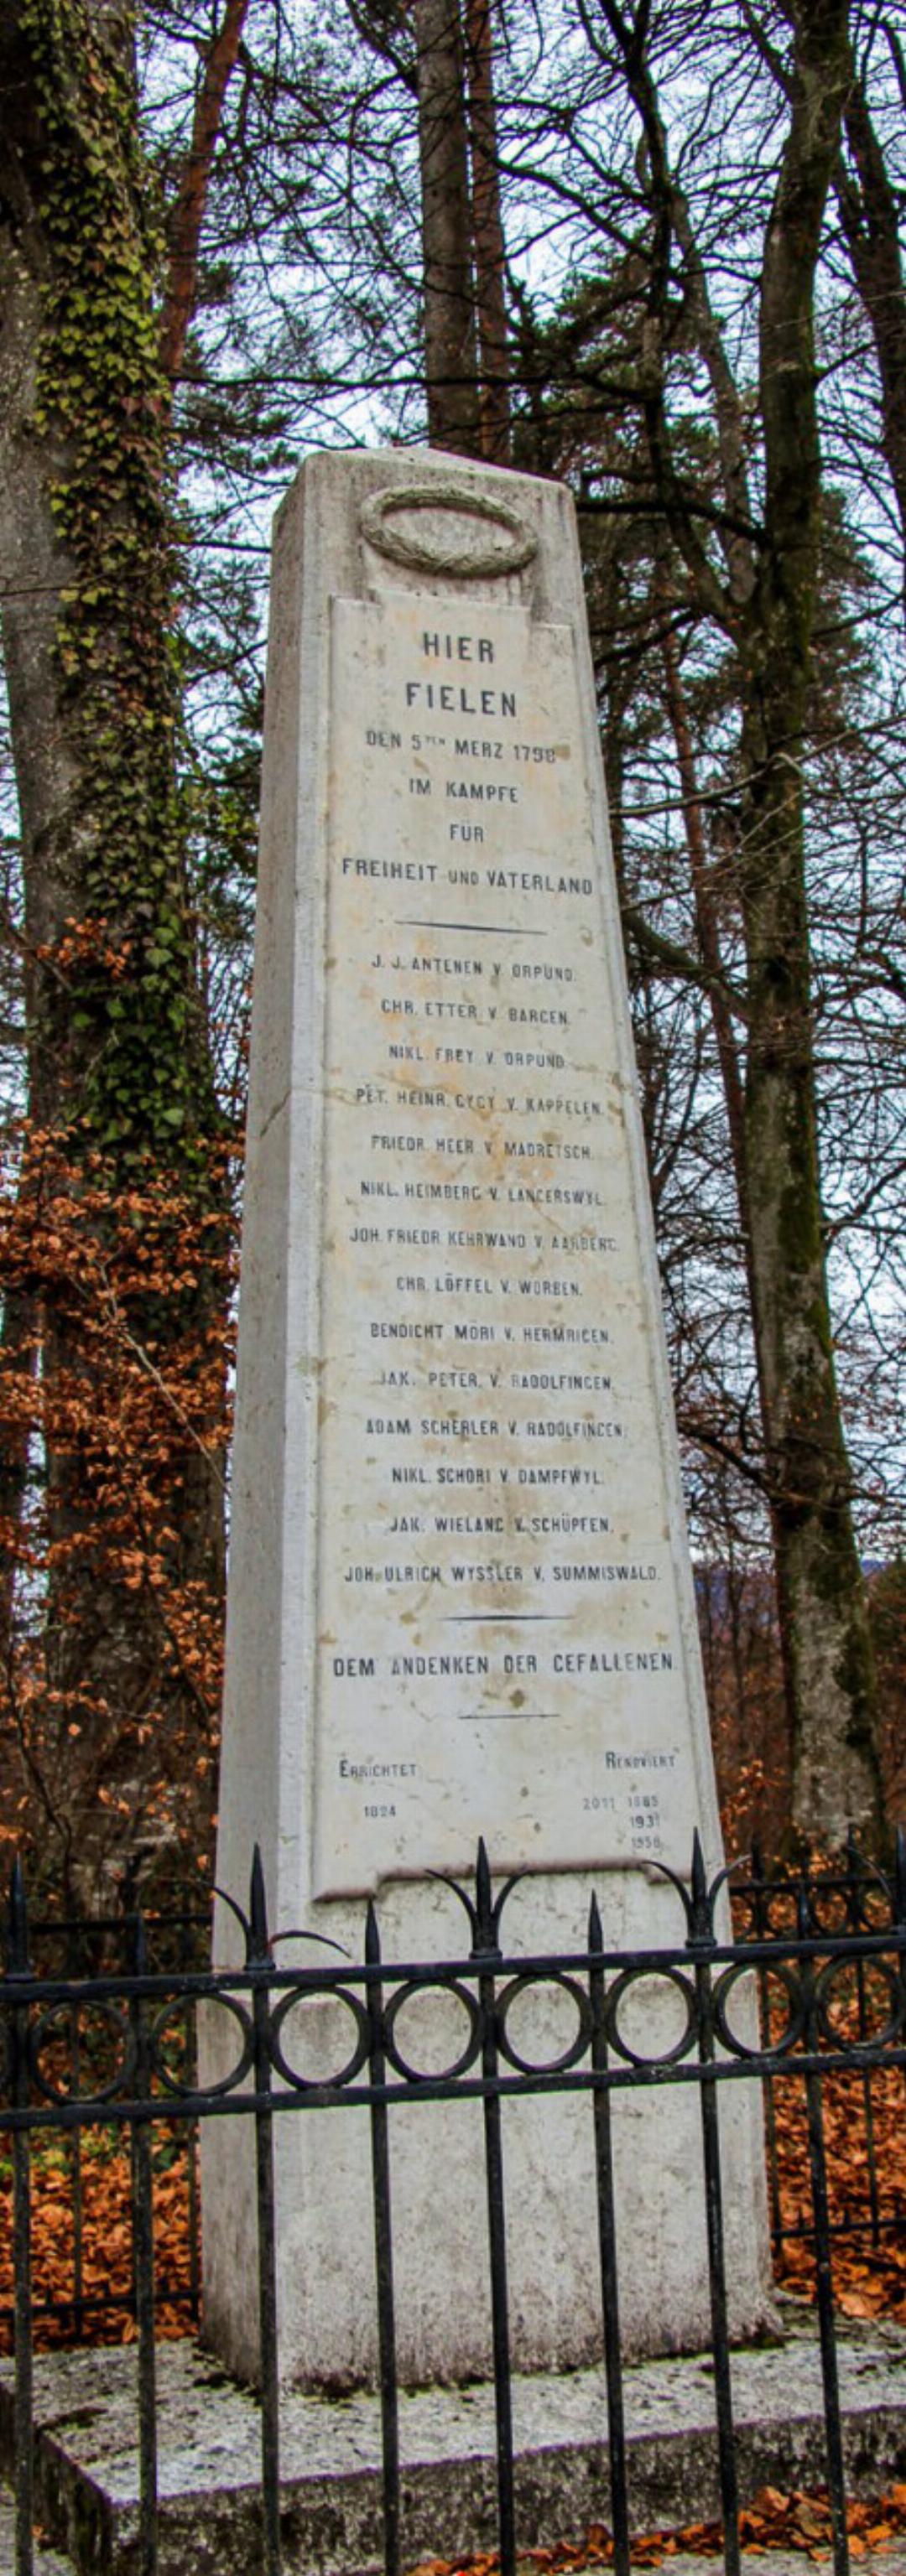 HIER
FIELEN
DEN 5TEN MERZ 1798
IM KAMPFE
FÜR
FREIHEIT UND VATERLAND
J. J. ANTENEN V. ORPUND.
CHR. ETTER V. BARGEN.
NIKL. FREY V. ORPUND.
PET. HEINR. GYGY V. KAPPELEN.
FRIEDR. HEER V. MADRETSCH.
NIKL. HEIMBERG V. LANGERSWYL.
JOH. FRIEDR. KEHRWAND V. AARBERG.
CHR. LÖFFEL V. WORBEN.
BENDICHT MORI V. HERMRIGEN.
JAK. PETER. V. RADOLFINGEN.
ADAM SCHERLER V. RADOLFINGEN.
NIKL. SCHORI V. DAMPFWYL.
JAK. WIELAND V. SCHÜPFEN.
JOH. ULRICH WYSSLER V. SUMMISWALD.
DEM ANDENKEN DER GEFALLENEN.
ERRICHTET RENOVIERT
1824 2011 1885
1931
1958